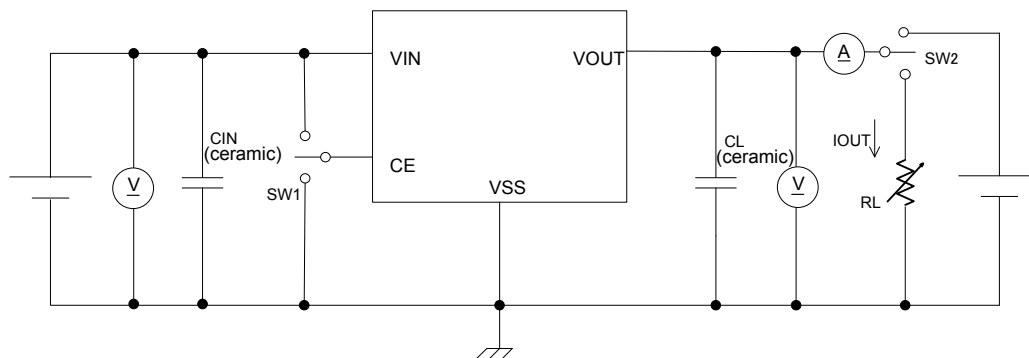 VIN
VOUT
A
SW2
CIN
(ceramic)
CE
SW1
V
VSS
CL
(ceramic)
V
IOUT
RL